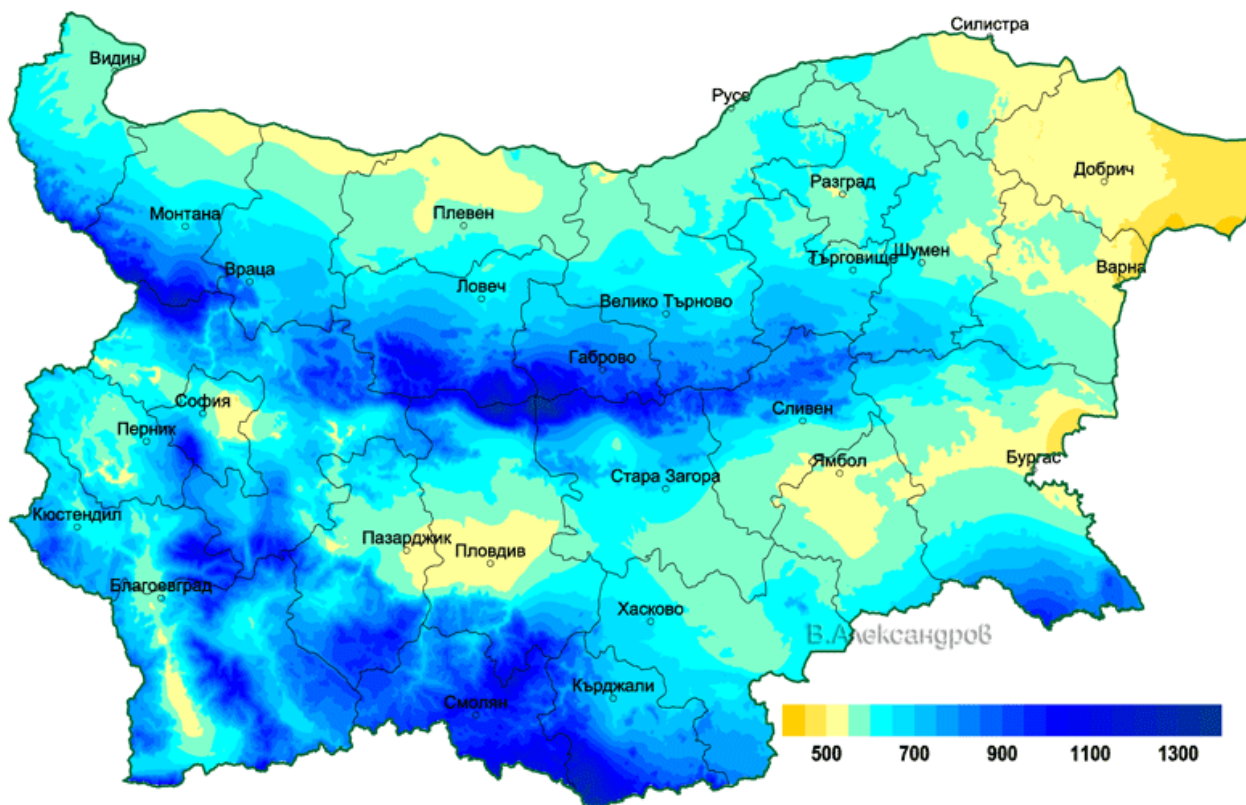 Силистра
Видин
Русе
Добрич
Разград
Монтана
Плевен
Търговище
Шумен
Варна
Враца
Ловеч
Велико Търново
Габрово
София
Сливен
Перник
Бургас
Ямбол
Стара Загора
Кюстендил
Пазарджик
Пловдив
Благоевград
Хасково
В.Александров
Кърджали
Смолян
500 700 900 1100 1300